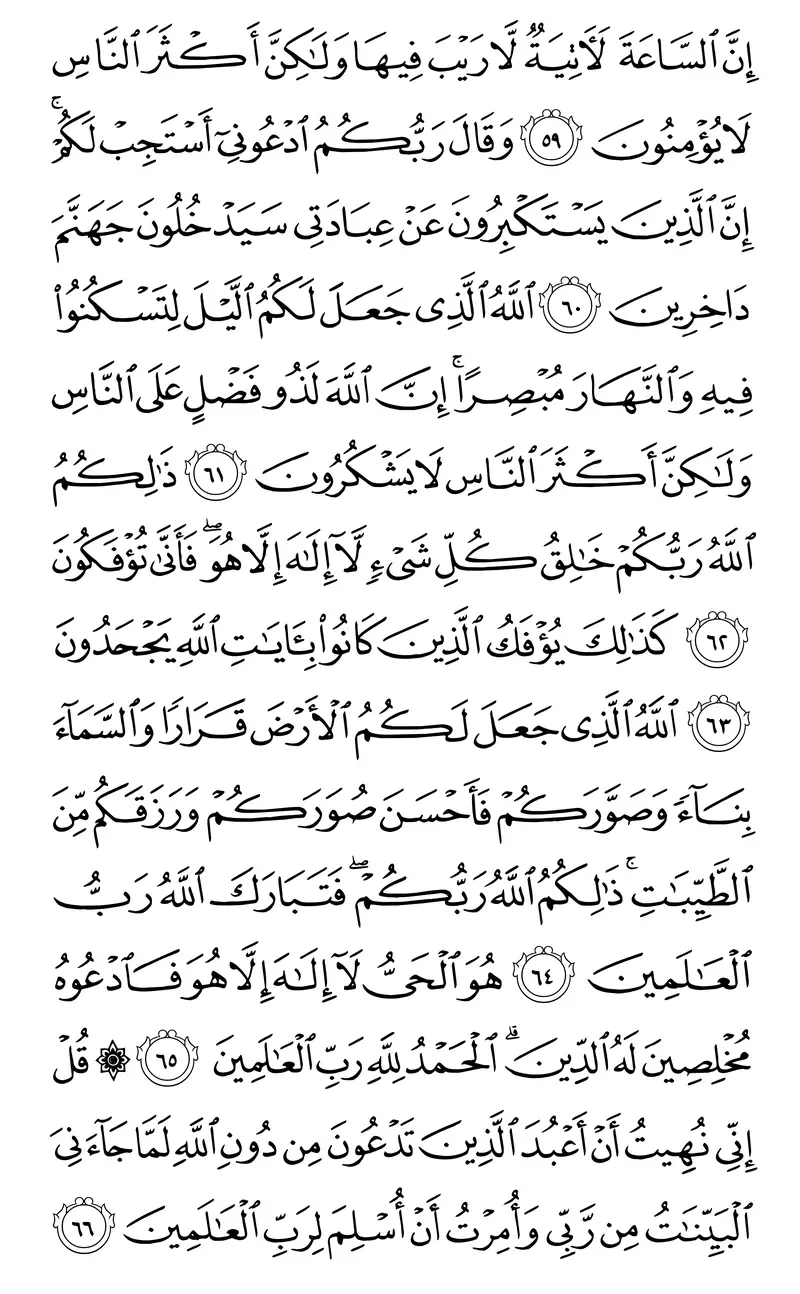 إِنَّ ٱلسَّاعَةَ لَأٓتِيَةٌ لَّا رَيْبَ فِيهَا وَلَٰكِنَّ أَكْثَرَ ٱلنَّاسِ
لَا يُؤْمِنُونَ ٥٩ وَقَالَ رَبُّكُمُ ٱدْعُونِىٓ أَسْتَجِبْ لَكُمْ ۚ
إِنَّ ٱلَّذِينَ يَسْتَكْبِرُونَ عَنْ عِبَادَتِى سَيَدْخُلُونَ جَهَنَّمَ
دَاخِرِينَ ٦٠ ٱللَّهُ ٱلَّذِى جَعَلَ لَكُمُ ٱلَّيْلَ لِتَسْكُنُوا۟
فِيهِ وَٱلنَّهَارَ مُبْصِرًا ۚ إِنَّ ٱللَّهَ لَذُو فَضْلٍ عَلَى ٱلنَّاسِ
وَلَٰكِنَّ أَكْثَرَ ٱلنَّاسِ لَا يَشْكُرُونَ ٦١ ذَٰلِكُمُ
ٱللَّهُ رَبُّكُمْ خَٰلِقُ كُلِّ شَىْءٍ لَّآ إِلَٰهَ إِلَّا هُوَ ۖ فَأَنَّىٰ تُؤْفَكُونَ
٦٢ كَذَٰلِكَ يُؤْفَكُ ٱلَّذِينَ كَانُوا۟ بِـَٔايَٰتِ ٱللَّهِ يَجْحَدُونَ
٦٣ ٱللَّهُ ٱلَّذِى جَعَلَ لَكُمُ ٱلْأَرْضَ قَرَارًا وَٱلسَّمَآءَ
بِنَآءً وَصَوَّرَكُمْ فَأَحْسَنَ صُوَرَكُمْ وَرَزَقَكُم مِّنَ
ٱلطَّيِّبَٰتِ ۚ ذَٰلِكُمُ ٱللَّهُ رَبُّكُمْ ۖ فَتَبَارَكَ ٱللَّهُ رَبُّ
ٱلْعَٰلَمِينَ ٦٤ هُوَ ٱلْحَىُّ لَآ إِلَٰهَ إِلَّا هُوَ فَٱدْعُوهُ
مُخْلِصِينَ لَهُ ٱلدِّينَ ۗ ٱلْحَمْدُ لِلَّهِ رَبِّ ٱلْعَٰلَمِينَ ٦٥ ۞ قُلْ
إِنِّى نُهِيتُ أَنْ أَعْبُدَ ٱلَّذِينَ تَدْعُونَ مِن دُونِ ٱللَّهِ لَمَّا جَآءَنِىَ
ٱلْبَيِّنَٰتُ مِن رَّبِّى وَأُمِرْتُ أَنْ أُسْلِمَ لِرَبِّ ٱلْعَٰلَمِينَ ٦٦